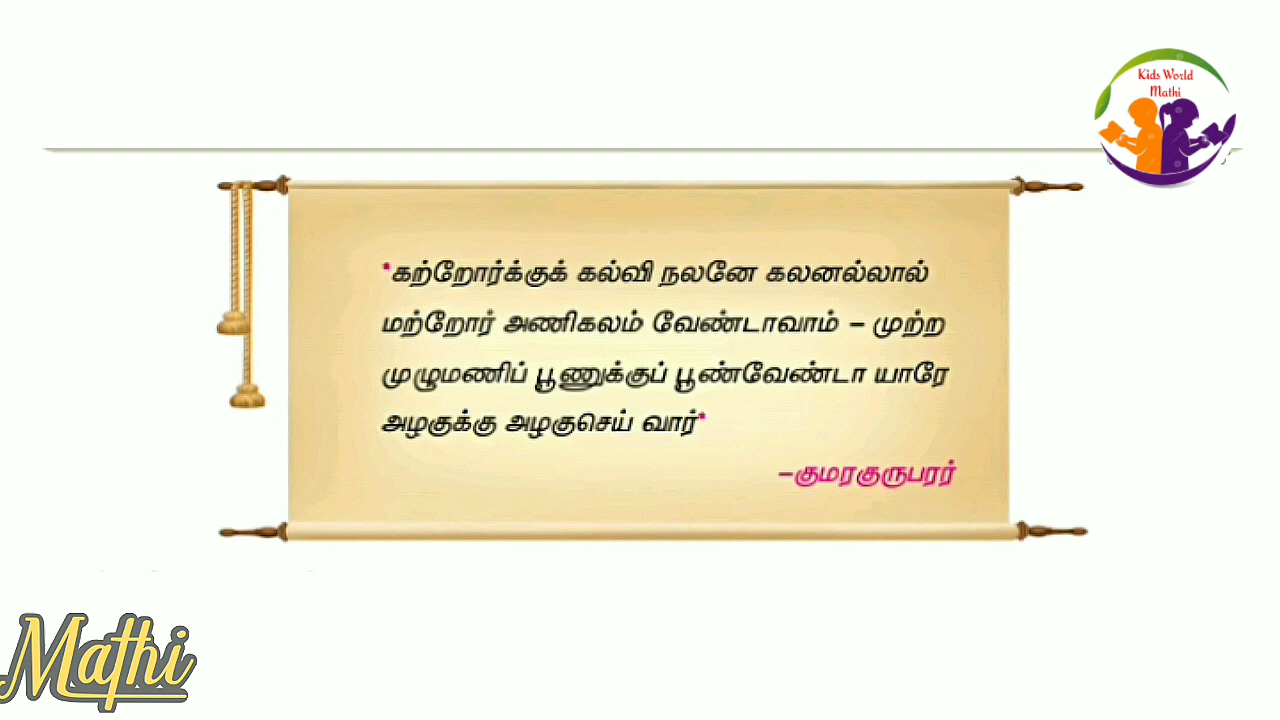 Kids World
Mathi
*கற்றோர்க்குக் கல்வி நலனே கலனல்லால்
மற்றோர் அணிகலம் வேண்டாவாம் – முற்ற
முழுமணிப் பூணுக்குப் பூண்வேண்டா யாரே
அழகுக்கு அழகுசெய் வார்*
–குமரகுருபரர்
Mathi